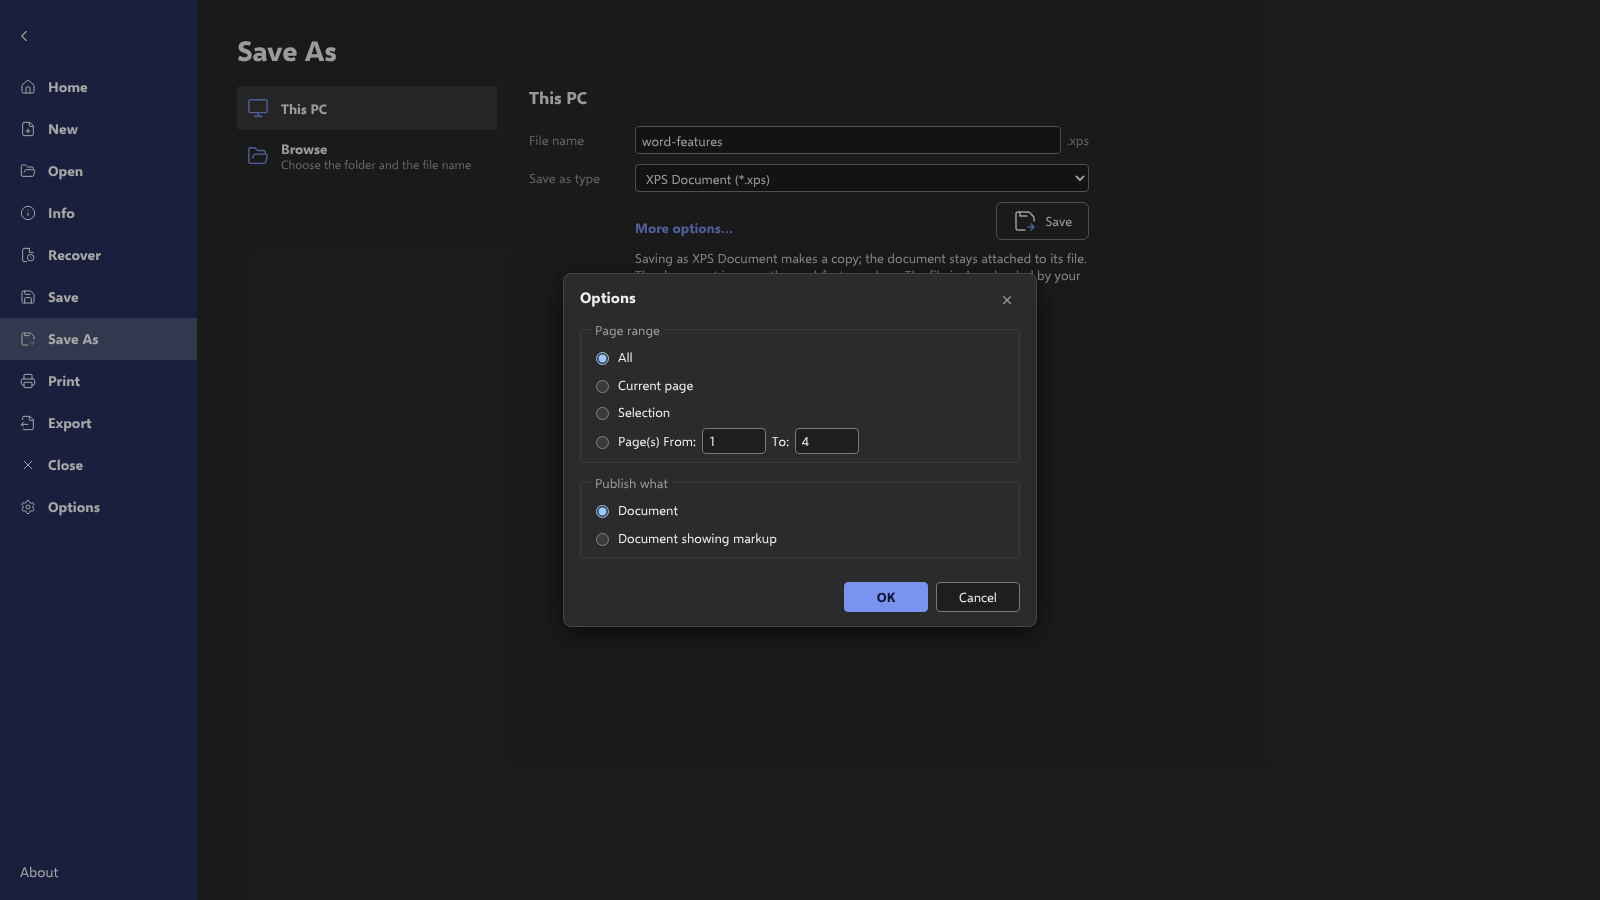 Home
New
Open
Info
Recover
Save
Save As
Print
Export
Close
Options
About
Save As
This PC
Browse
Choose the folder and the file name
This PC
File name
word-features
.xps
Save as type
XPS Document (*.xps)
More options...
Save
Saving as XPS Document makes a copy; the document stays attached to its file.
by your
Options
Page range
All
Current page
Selection
Page(s) From: 1 To: 4
Publish what
Document
Document showing markup
OK
Cancel